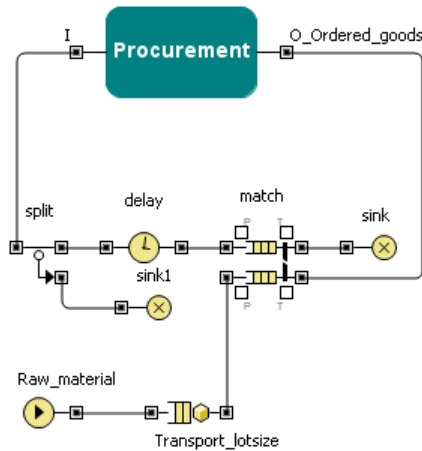 I
Procurement
O_Ordered_goods
split
delay
match
sink
P
T
sink1
P
T
Raw_material
Transport_lotsize